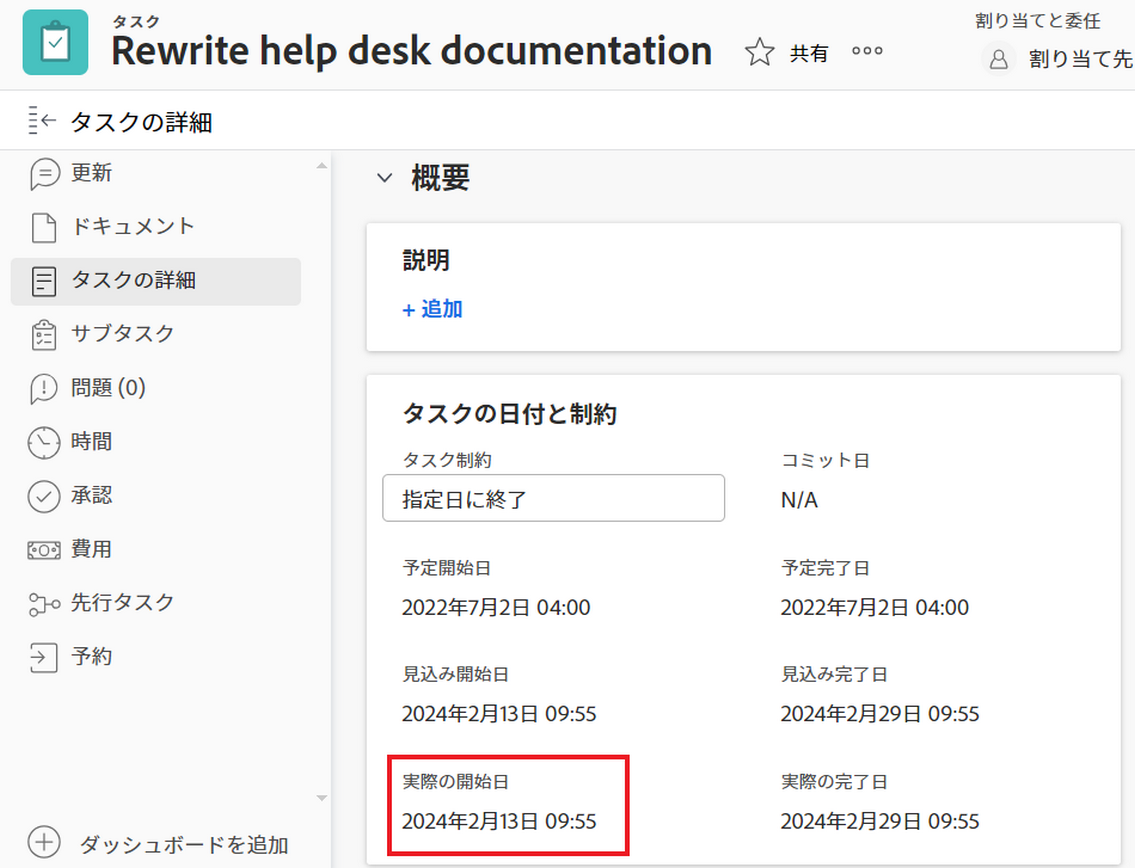 タスク
Rewrite help desk documentation
共有
割り当てと委任
割り当て先
タスクの詳細
更新
ドキュメント
タスクの詳細
サブタスク
問題 (0)
時間
承認
費用
先行タスク
予約
ダッシュボードを追加
概要
説明
+ 追加
タスクの日付と制約
タスク制約
コミット日
指定日に終了
N/A
予定開始日
予定完了日
2022年7月2日 04:00
2022年7月2日 04:00
見込み開始日
見込み完了日
2024年2月13日 09:55
2024年2月29日 09:55
実際の開始日
実際の完了日
2024年2月13日 09:55
2024年2月29日 09:55